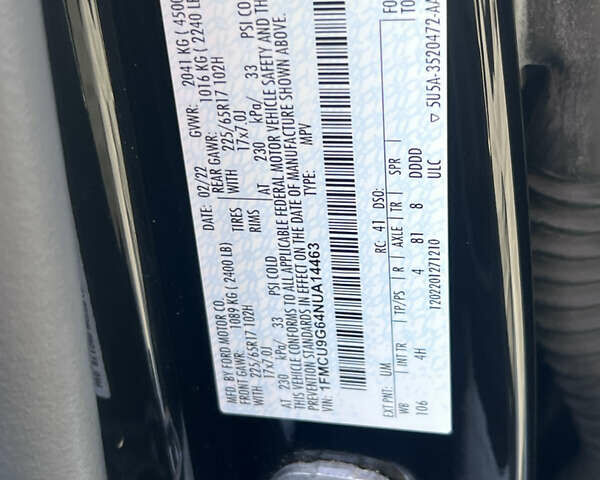 MFD. BY FORD MOTOR CO.
02/22
GVWR: 2041 KG ( 4500
FRONT GAWR: 1089 KG ( 2400 LB)
REAR GAWR: 1016 KG ( 2240 LB
WITH 225/65R17 102H TIRES WITH 225/65R17 102H
17x7.0J RIMS 17x7.0J
AT 230 kPa/ 33 PSI COLD AT 230 kPa/ 33 PSI CO
THIS VEHICLE CONFORMS TO ALL APPLICABLE FEDERAL MOTOR VEHICLE SAFETY AND THE
PREVENTION STANDARDS IN EFFECT ON THE DATE OF MANUFACTURE SHOWN ABOVE.
VIN: 1FMCU9G64NUA14463
TYPE: MPV
FO
TO
EXT PNT: UM RC: 41 DSO:
WB INT TR TP/PS R AXLE TR SPR
106 4H 4 81 8 DDDD
ULC
1202201271210
5U5A-3520472-AA